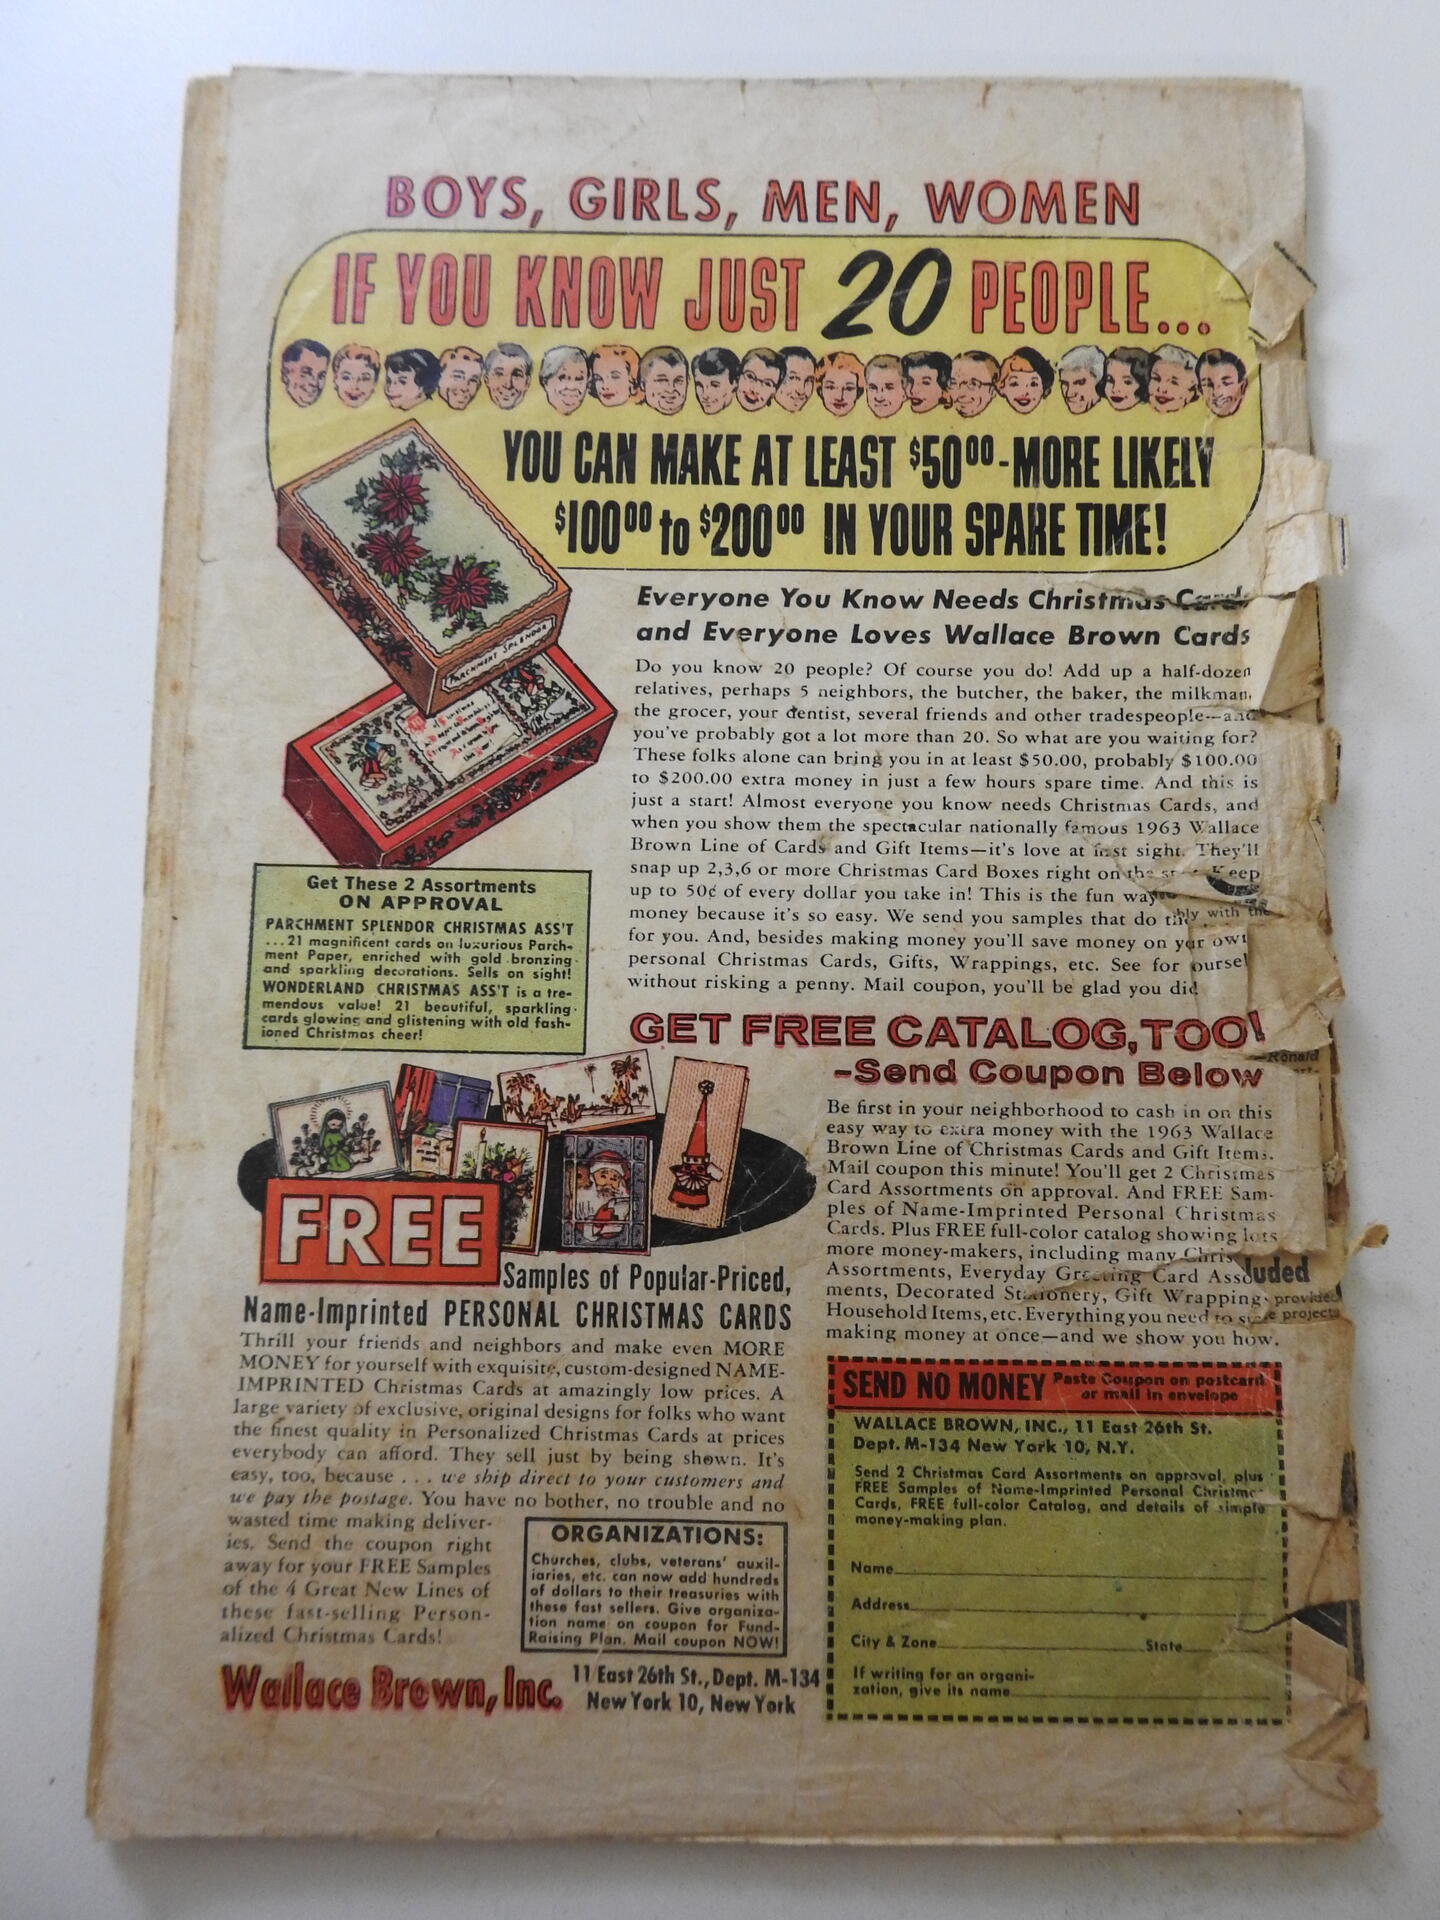 BOYS, GIRLS, MEN, WOMEN
IF YOU KNOW JUST 20 PEOPLE...
YOU CAN MAKE AT LEAST $50⁰⁰-MORE LIKELY
$100⁰⁰ to $200⁰⁰ IN YOUR SPARE TIME!
PARCHMENT SPLENDOR
Everyone You Know Needs Christmas Cards
and Everyone Loves Wallace Brown Cards
Do you know 20 people? Of course you do! Add up a half-dozen
relatives, perhaps 5 neighbors, the butcher, the baker, the milkman,
the grocer, your dentist, several friends and other tradespeople—and
you've probably got a lot more than 20. So what are you waiting for?
These folks alone can bring you in at least $50.00, probably $100.00
to $200.00 extra money in just a few hours spare time. And this is
just a start! Almost everyone you know needs Christmas Cards, and
when you show them the spectacular nationally famous 1963 Wallace
Brown Line of Cards and Gift Items—it's love at first sight. They'll
snap up 2,3,6 or more Christmas Card Boxes right on the Keep
up to 50¢ of every dollar you take in! This is the fun way
money because it's so easy. We send you samples that do
bly with the
for you. And, besides making money you'll save money on your own
personal Christmas Cards, Gifts, Wrappings, etc. See for yoursel
without risking a penny. Mail coupon, you'll be glad you did
Get These 2 Assortments
ON APPROVAL
PARCHMENT SPLENDOR CHRISTMAS ASS'T
...21 magnificent cards on luxurious Parch-
ment Paper, enriched with gold bronzing
and sparkling decorations. Sells on sight!
WONDERLAND CHRISTMAS ASS'T is a tre-
mendous value! 21 beautiful, sparkling
cards glowing and glistening with old fash-
ioned Christmas cheer!
GET FREE CATALOG, TOO!
-Send Coupon Below
—Ronald
Be first in your neighborhood to cash in on this
easy way to extra money with the 1963 Wallace
Brown Line of Christmas Cards and Gift Items.
Mail coupon this minute! You'll get 2 Christmas
Card Assortments on approval. And FREE Sam-
ples of Name-Imprinted Personal Christmas
Cards. Plus FREE full-color catalog showing lots
more money-makers, including many Chris
Assortments, Everyday Greeting Card Asso
luded
ments, Decorated Stationery, Gift Wrapping
provided
Household Items, etc. Everything you need to
projects
making money at once—and we show you how.
FREE
Samples of Popular-Priced,
Name-Imprinted PERSONAL CHRISTMAS CARDS
Thrill your friends and neighbors and make even MORE
MONEY for yourself with exquisite, custom-designed NAME-
IMPRINTED Christmas Cards at amazingly low prices. A
large variety of exclusive, original designs for folks who want
the finest quality in Personalized Christmas Cards at prices
everybody can afford. They sell just by being shown. It's
easy, too, because . . . we ship direct to your customers and
we pay the postage. You have no bother, no trouble and no
wasted time making deliver-
ies. Send the coupon right
away for your FREE Samples
of the 4 Great New Lines of
these fast-selling Person-
alized Christmas Cards!
ORGANIZATIONS:
Churches, clubs, veterans' auxil-
iaries, etc. can now add hundreds
of dollars to their treasuries with
these fast sellers. Give organiza-
tion name on coupon for Fund-
Raising Plan. Mail coupon NOW!
Wallace Brown, Inc.
11 East 26th St., Dept. M-134
New York 10, New York
SEND NO MONEY
Paste Coupon on postcard
or mail in envelope
WALLACE BROWN, INC., 11 East 26th St.
Dept. M-134 New York 10, N.Y.
Send 2 Christmas Card Assortments on approval, plus
FREE Samples of Name-Imprinted Personal Christmas
Cards, FREE full-color Catalog, and details of simple
money-making plan.
Name
Address
City & Zone State
If writing for an organi-
zation, give its name